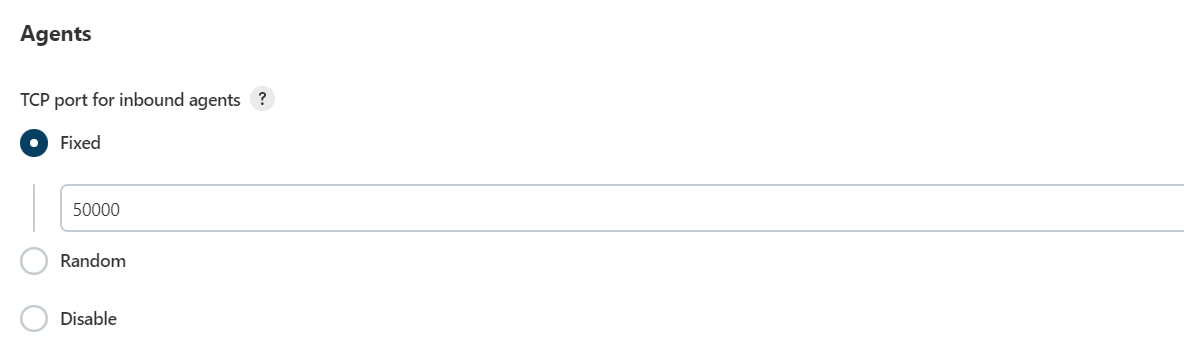 Agents
TCP port for inbound agents ?
Fixed
50000
Random
Disable